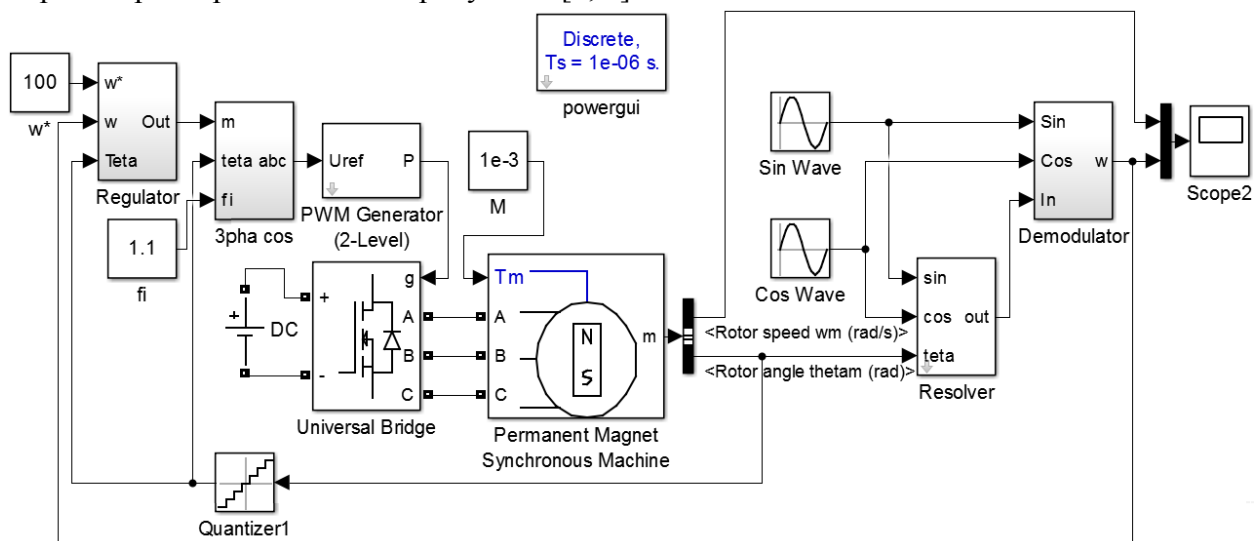 Discrete,
Ts = 1e-06 s.
powergui
100
w*
w*
w
Teta
Out
Regulator
1.1
fi
m
teta abc
fi
3pha cos
Uref P
PWM Generator
(2-Level)
1e-3
M
DC
+
+
-
g
A
B
C
Universal Bridge
Tm
A
B
C
N
S
m
Permanent Magnet
Synchronous Machine
<Rotor speed wm (rad/s)>
<Rotor angle thetam (rad)>
Sin Wave
Cos Wave
sin
cos out
teta
Resolver
Sin
Cos w
In
Demodulator
Scope2
Quantizer1